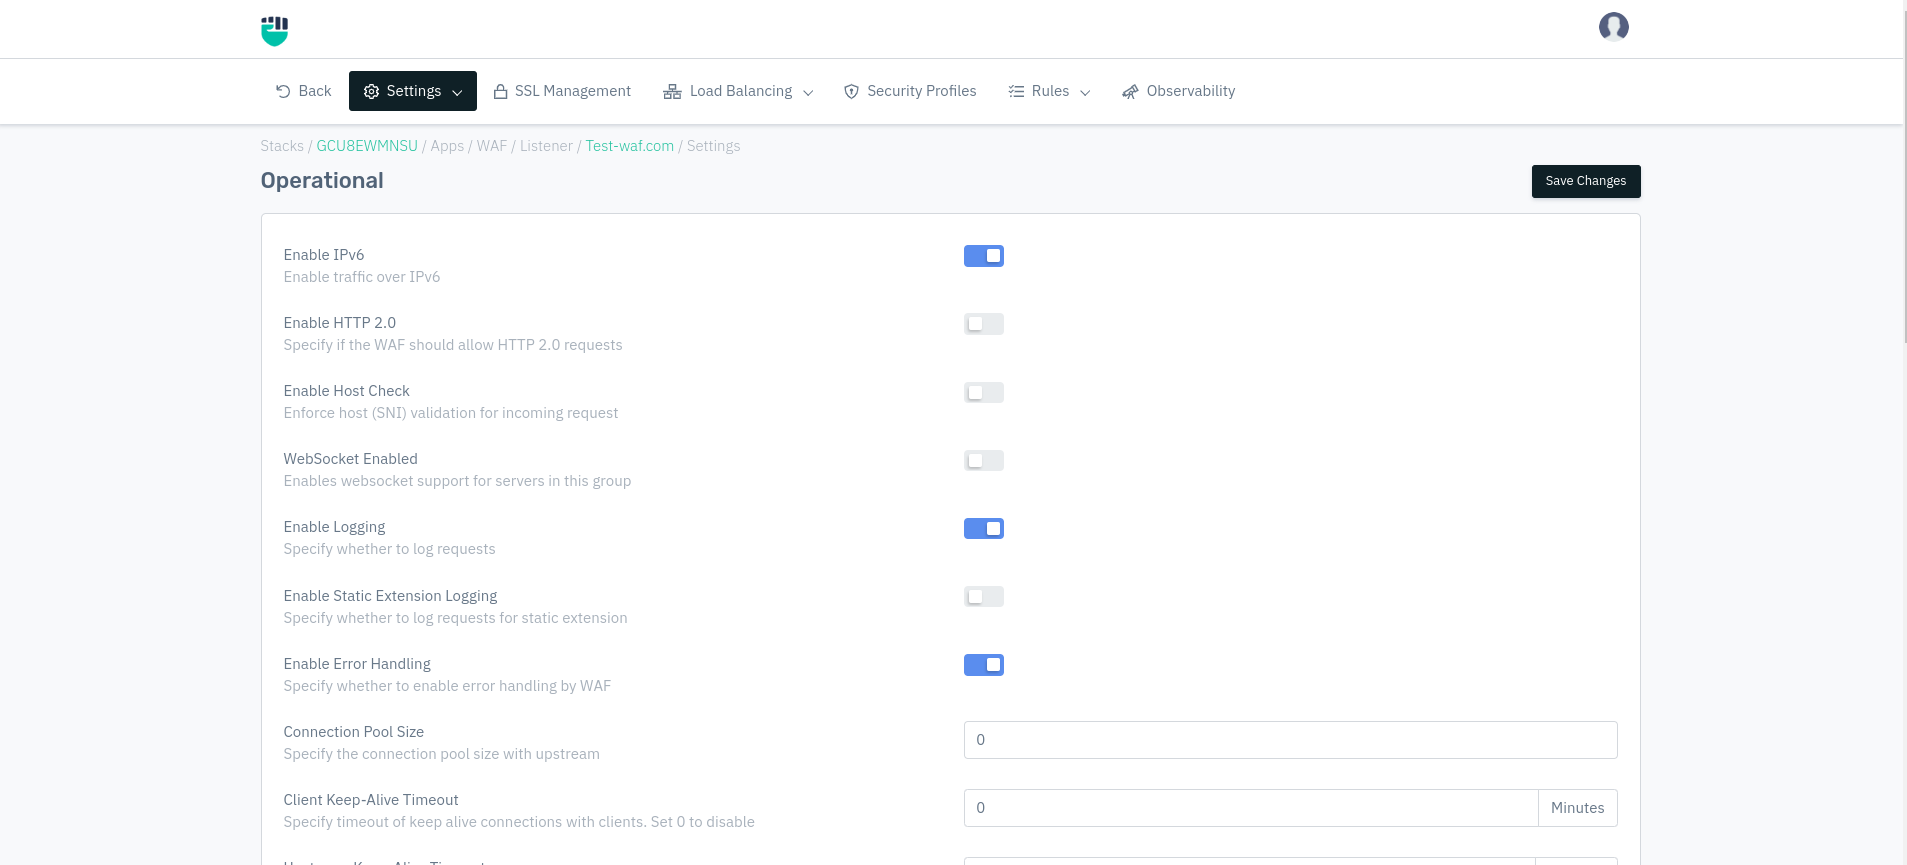 Back Settings SSL Management Load Balancing Security Profiles Rules Observability
Stacks / GCU8EWMNSU / Apps / WAF / Listener / Test-waf.com / Settings
Operational
Save Changes
Enable IPv6
Enable traffic over IPv6
Enable HTTP 2.0
Specify if the WAF should allow HTTP 2.0 requests
Enable Host Check
Enforce host (SNI) validation for incoming request
WebSocket Enabled
Enables websocket support for servers in this group
Enable Logging
Specify whether to log requests
Enable Static Extension Logging
Specify whether to log requests for static extension
Enable Error Handling
Specify whether to enable error handling by WAF
Connection Pool Size
Specify the connection pool size with upstream
0
Client Keep-Alive Timeout
Specify timeout of keep alive connections with clients. Set 0 to disable
0 Minutes